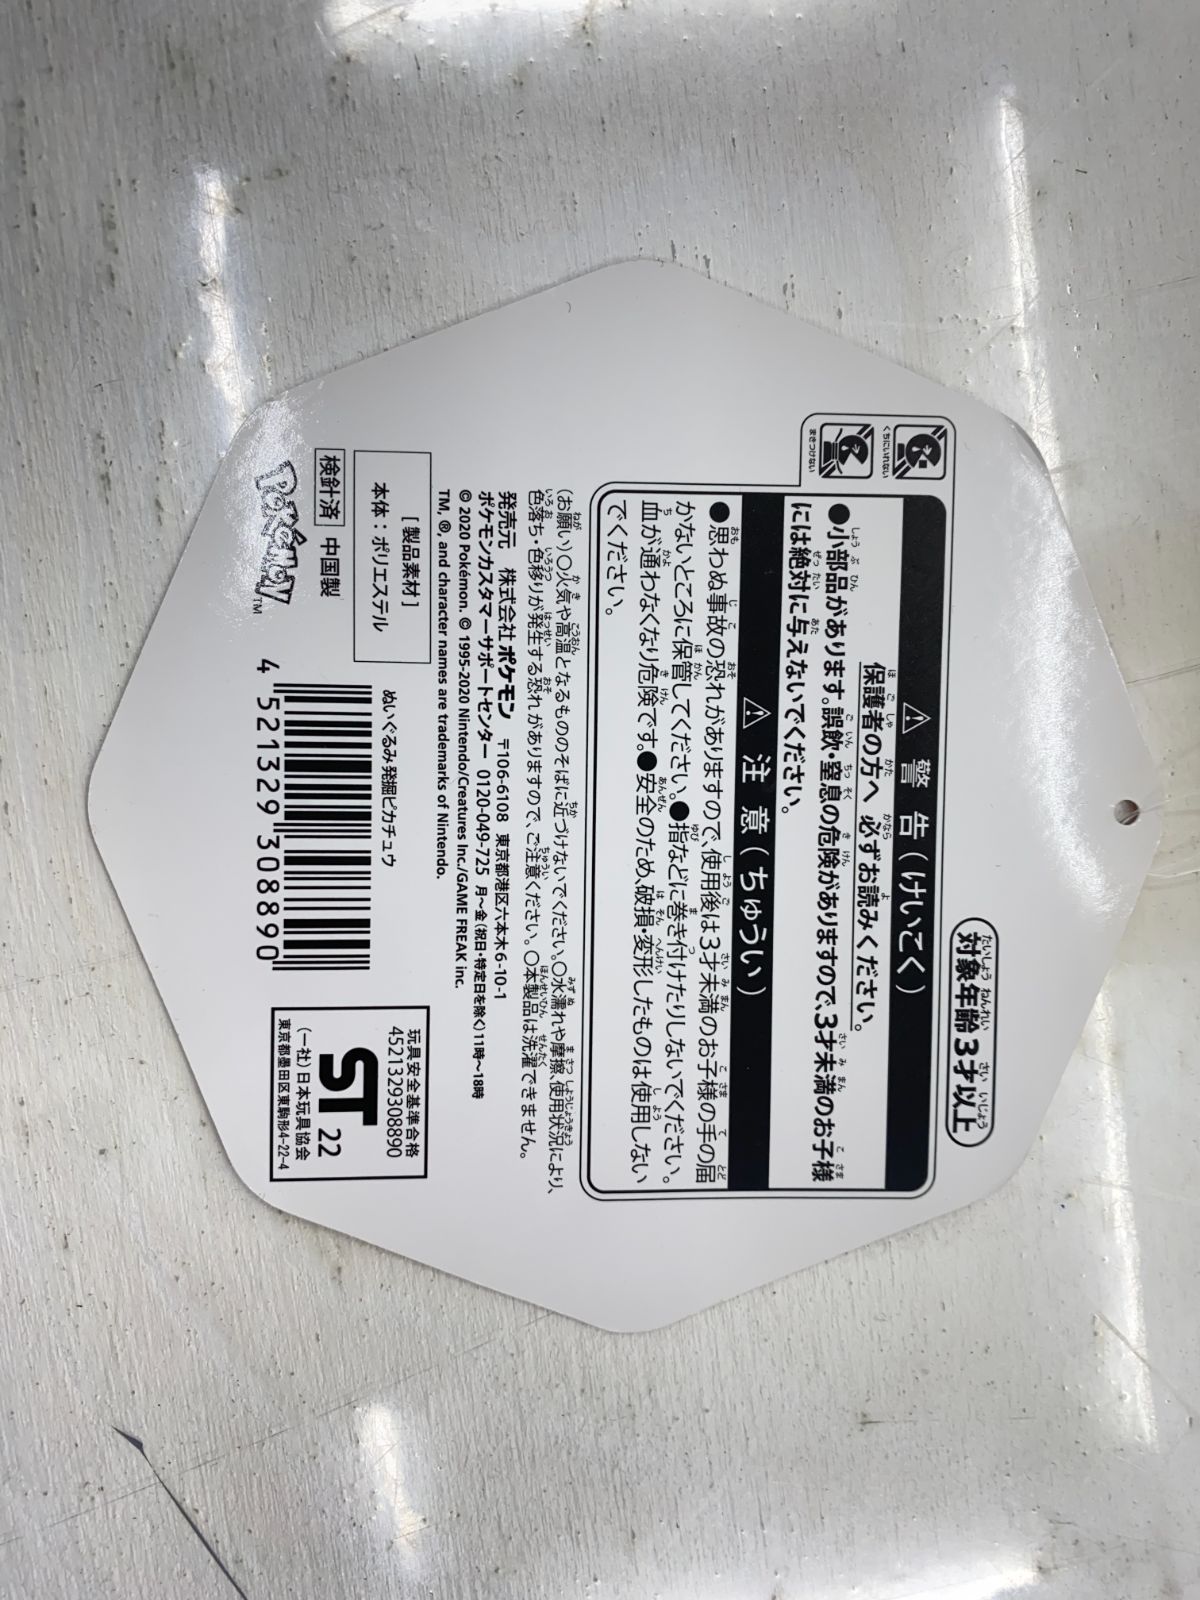 対象年齢3才以上
くちにいれない
まきつけない
⚠ 警告(けいこく)
保護者の方へ 必ずお読みください。
●小部品があります。誤飲・窒息の危険がありますので、3才未満のお子様
には絶対に与えないでください。
⚠ 注意(ちゅうい)
●思わぬ事故の恐れがありますので、使用後は3才未満のお子様の手の届
かないところに保管してください。●指などに巻き付けたりしないでください。
血が通わなくなり危険です。●安全のため、破損・変形したものは使用しない
でください。
(お願い)○火気や高温となるもののそばに近づけないでください。○水濡れや摩擦、使用状況により、
色落ち・色移りが発生する恐れがありますので、ご注意ください。○本製品は洗濯できません。
発売元 株式会社ポケモン 〒106-6108 東京都港区六本木6-10-1
ポケモンカスタマーサポートセンター 0120-049-725 月~金(祝日・特定日を除く)11時~18時
© 2020 Pokémon. © 1995-2020 Nintendo/Creatures Inc./GAME FREAK inc.
TM, ®, and character names are trademarks of Nintendo.
[製品素材]
本体:ポリエステル
検針済 中国製
Pokémon TM
ぬいぐるみ 発掘ピカチュウ
4 521329 308890
玩具安全基準合格
4521329308890
ST 22
(一社)日本玩具協会
東京都墨田区東駒形4-22-4